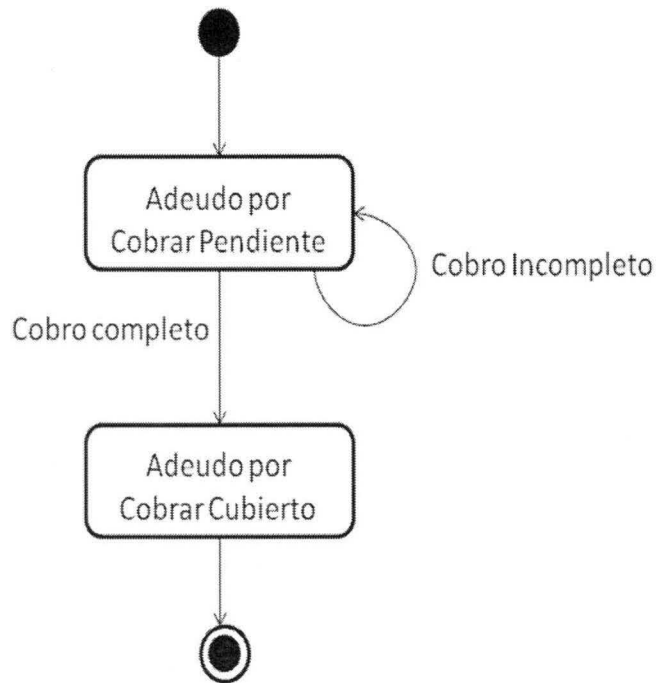 Adeudo por
Cobrar Pendiente
Cobro Incompleto
Cobro completo
Adeudo por
Cobrar Cubierto